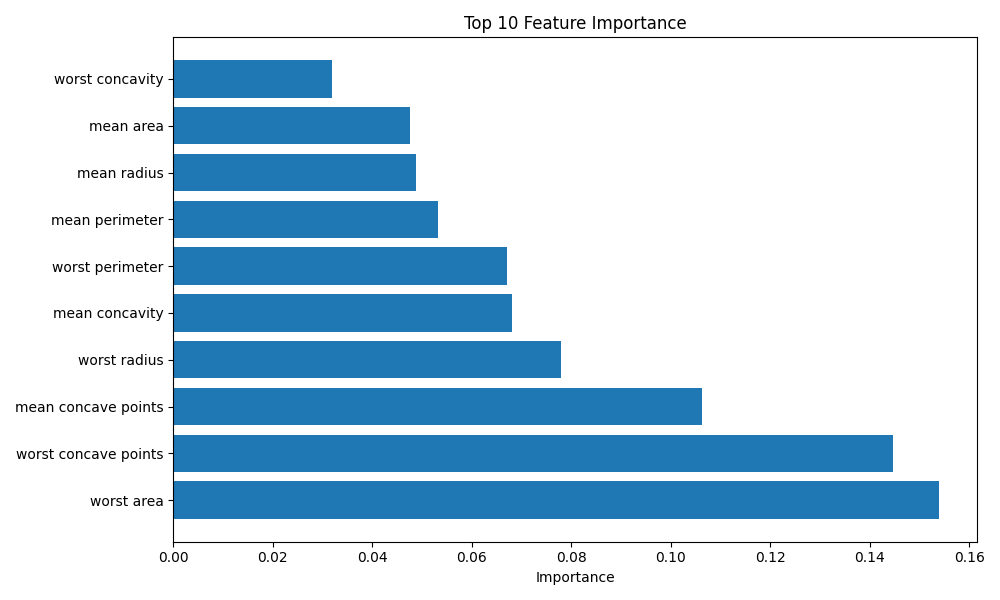 Top 10 Feature Importance
worst concavity
mean area
mean radius
mean perimeter
worst perimeter
mean concavity
worst radius
mean concave points
worst concave points
worst area
0.00 0.02 0.04 0.06 0.08 0.10 0.12 0.14 0.16
Importance